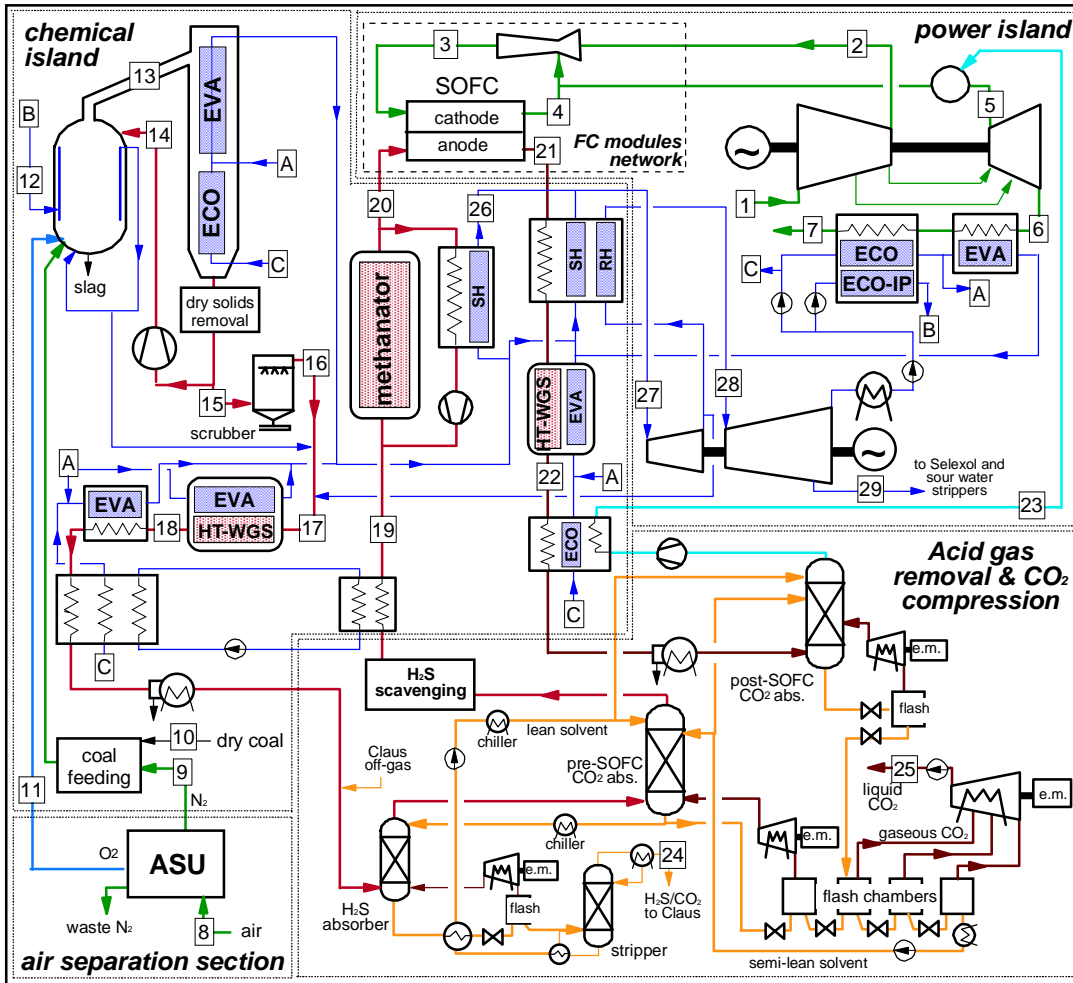 chemical
island
13
EVA
B
14
12
A
ECO
C
slag
dry solids
removal
16
15
scrubber
A
EVA
EVA
18
HT-WGS
17
C
3
2
SOFC
cathode
anode
4
21
FC modules
network
20
26
methanator
SH
SH
RH
HT-WGS
EVA
27
28
22
A
19
ECO
C
power island
5
1
7
6
ECO
ECO-IP
EVA
C
A
B
29
to Selexol and
sour water
strippers
23
Acid gas
removal & CO2
compression
e.m.
post-SOFC
CO2 abs.
flash
H2S
scavenging
chiller
lean solvent
pre-SOFC
CO2 abs.
Claus
off-gas
chiller
25
liquid
CO2
e.m.
gaseous CO2
e.m.
flash chambers
semi-lean solvent
e.m.
24
H2S/CO2
to Claus
flash
H2S
absorber
stripper
10
dry coal
coal
feeding
9
N2
11
O2
ASU
waste N2
8
air
air separation section